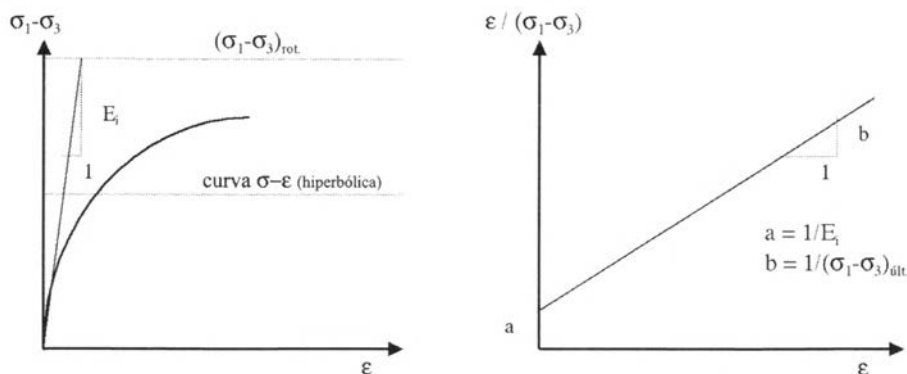 σ₁-σ₃
(σ₁-σ₃)rot.
Eᵢ
1
curva σ–ε (hiperbólica)
ε
ε / (σ₁-σ₃)
b
1
a = 1/Eᵢ
b = 1/(σ₁-σ₃)últ.
a
ε